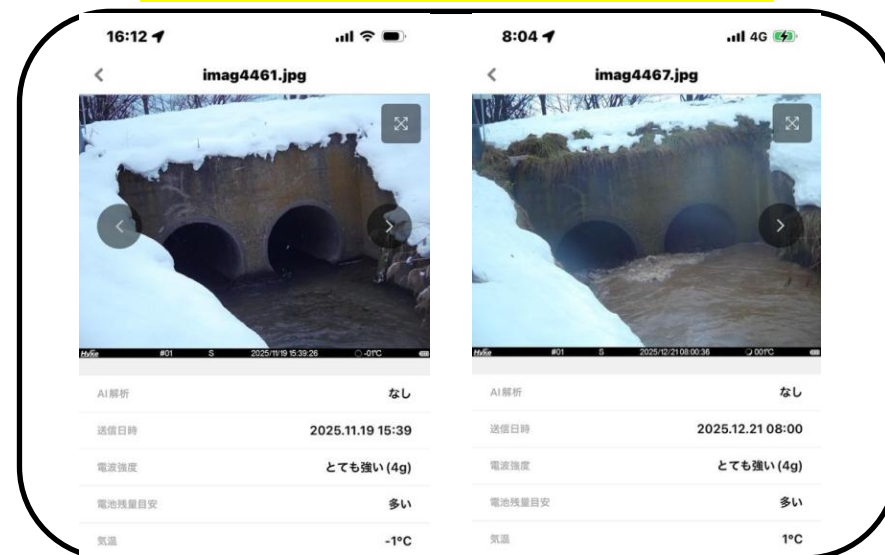 16:12
imag4461.jpg
HyKe #01 S 2025/11/19 15:39:26 -01℃
AI解析 なし
送信日時 2025.11.19 15:39
電波強度 とても強い (4g)
電池残量目安 多い
気温 -1°C
8:04 4G
imag4467.jpg
HyKe #01 S 2025/12/21 08:00:36 001℃
AI解析 なし
送信日時 2025.12.21 08:00
電波強度 とても強い (4g)
電池残量目安 多い
気温 1°C